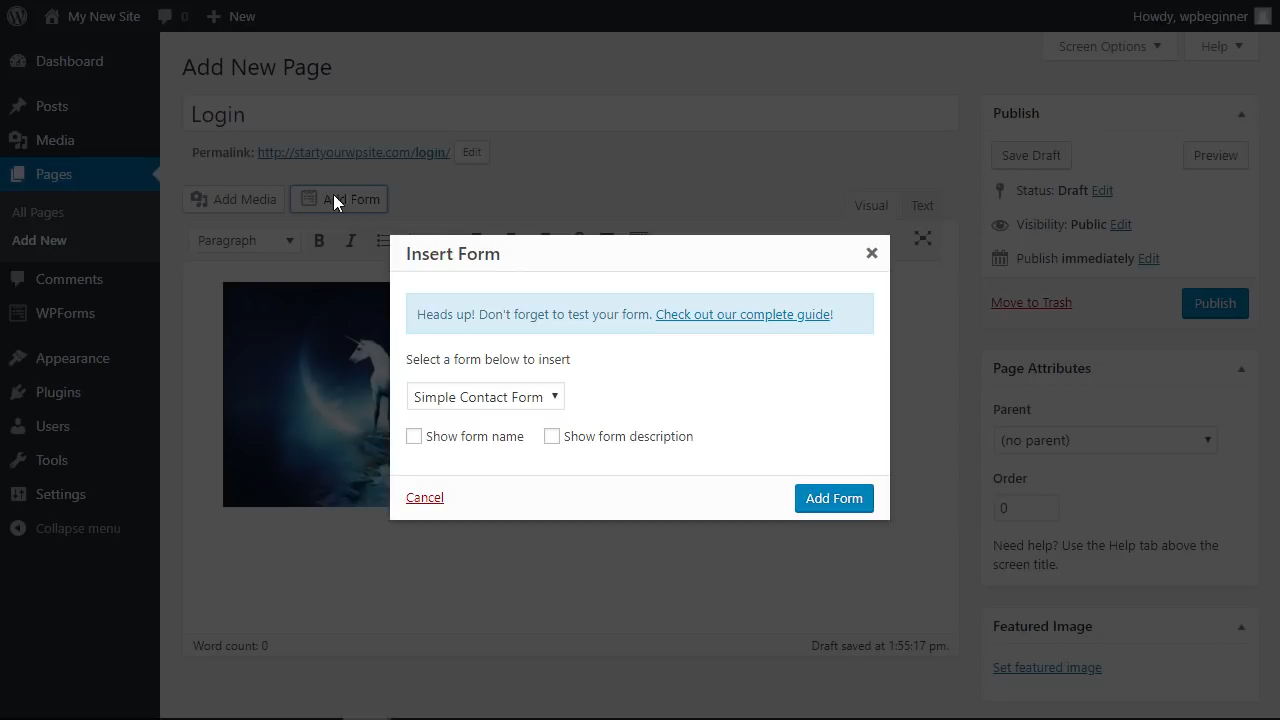 My New Site 0 New Howdy, wpbeginner
Dashboard
Posts
Media
Pages
All Pages
Add New
Comments
WPForms
Appearance
Plugins
Users
Tools
Settings
Collapse menu
Screen Options Help
Add New Page
Login
Permalink: http://startyourwpsite.com/login/ Edit
Add Media Add Form
Visual Text
Paragraph B I
Insert Form
Heads up! Don't forget to test your form. Check out our complete guide!
Select a form below to insert
Simple Contact Form
Show form name Show form description
Cancel Add Form
Word count: 0 Draft saved at 1:55:17 pm.
Publish
Save Draft Preview
Status: Draft Edit
Visibility: Public Edit
Publish immediately Edit
Move to Trash Publish
Page Attributes
Parent
(no parent)
Order
0
Need help? Use the Help tab above the
screen title.
Featured Image
Set featured image